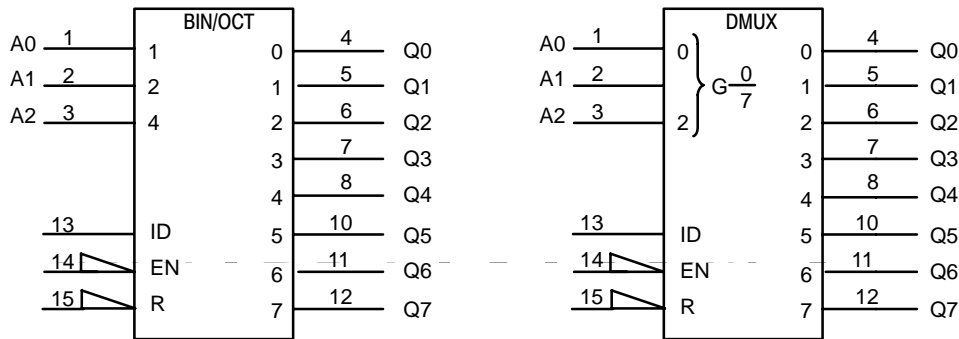 BIN/OCT
A0 1 1 0 4 Q0
A1 2 2 1 5 Q1
A2 3 4 2 6 Q2
3 7 Q3
4 8 Q4
13 ID 5 10 Q5
14 EN 6 11 Q6
15 R 7 12 Q7
DMUX
A0 1 0 0 4 Q0
A1 2 G 0/7 1 5 Q1
A2 3 2 2 6 Q2
3 7 Q3
4 8 Q4
13 ID 5 10 Q5
14 EN 6 11 Q6
15 R 7 12 Q7